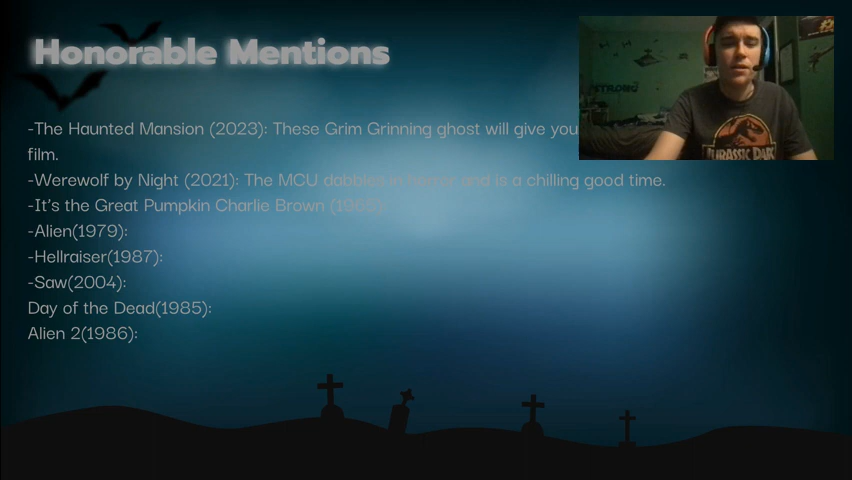 Honorable Mentions
-The Haunted Mansion (2023): These Grim Grinning ghost will give you
film.
-Werewolf by Night (2021): The MCU dabbles in horror and is a chilling good time.
-It's the Great Pumpkin Charlie Brown (1965):
-Alien(1979):
-Hellraiser(1987):
-Saw(2004):
Day of the Dead(1985):
Alien 2(1986):
STRONG
JURASSIC PARK